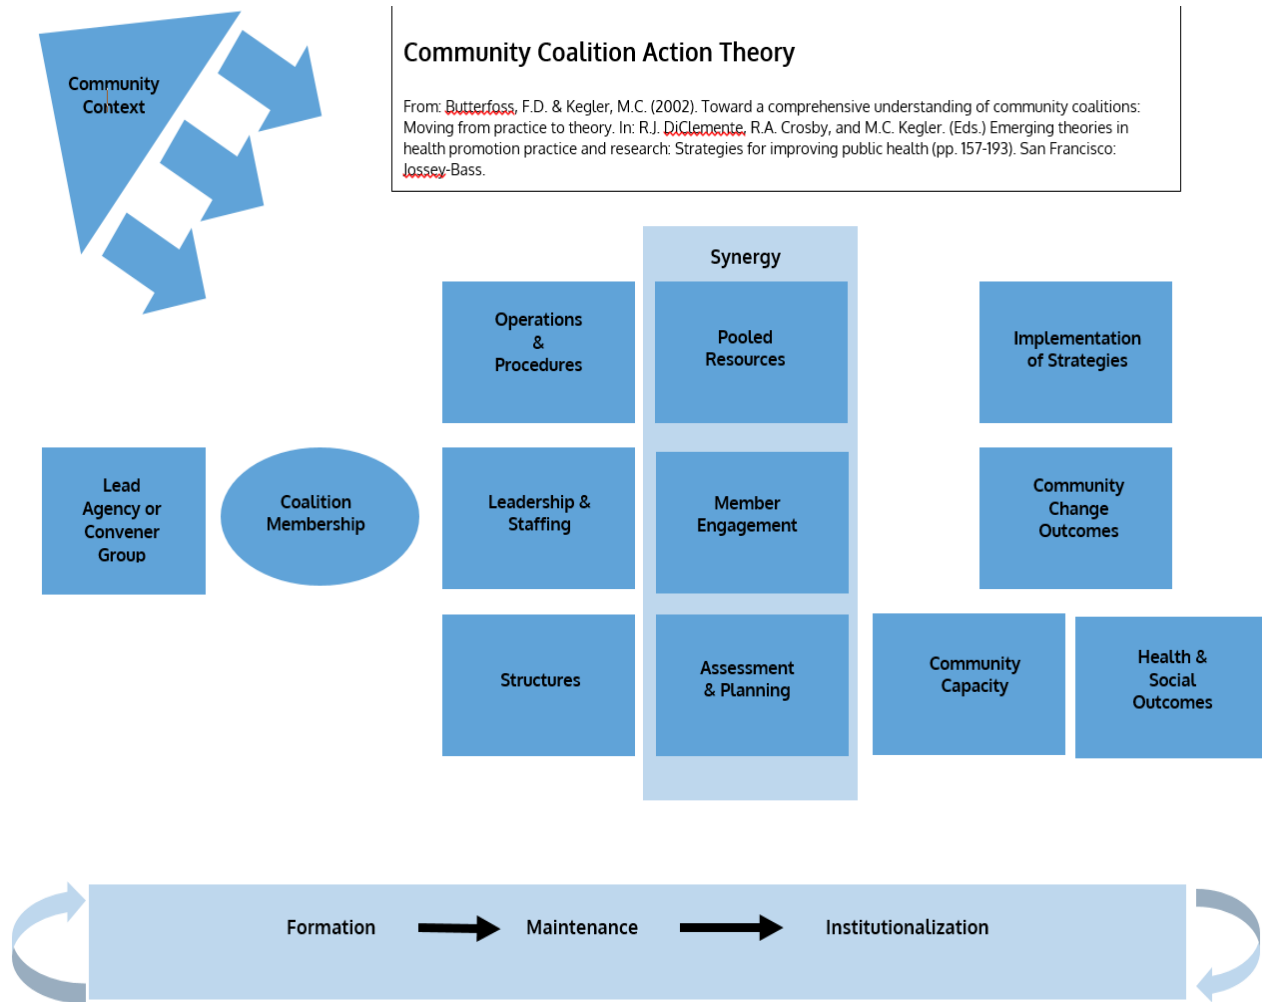 Community
Context
Community Coalition Action Theory
From: Butterfoss, F.D. & Kegler, M.C. (2002). Toward a comprehensive understanding of community coalitions:
Moving from practice to theory. In: R.J. DiClemente, R.A. Crosby, and M.C. Kegler. (Eds.) Emerging theories in
health promotion practice and research: Strategies for improving public health (pp. 157-193). San Francisco:
Jossey-Bass.
Synergy
Operations
&
Procedures
Pooled
Resources
Implementation
of Strategies
Lead
Agency or
Convener
Group
Coalition
Membership
Leadership &
Staffing
Member
Engagement
Community
Change
Outcomes
Structures
Assessment
& Planning
Community
Capacity
Health &
Social
Outcomes
Formation
Maintenance
Institutionalization